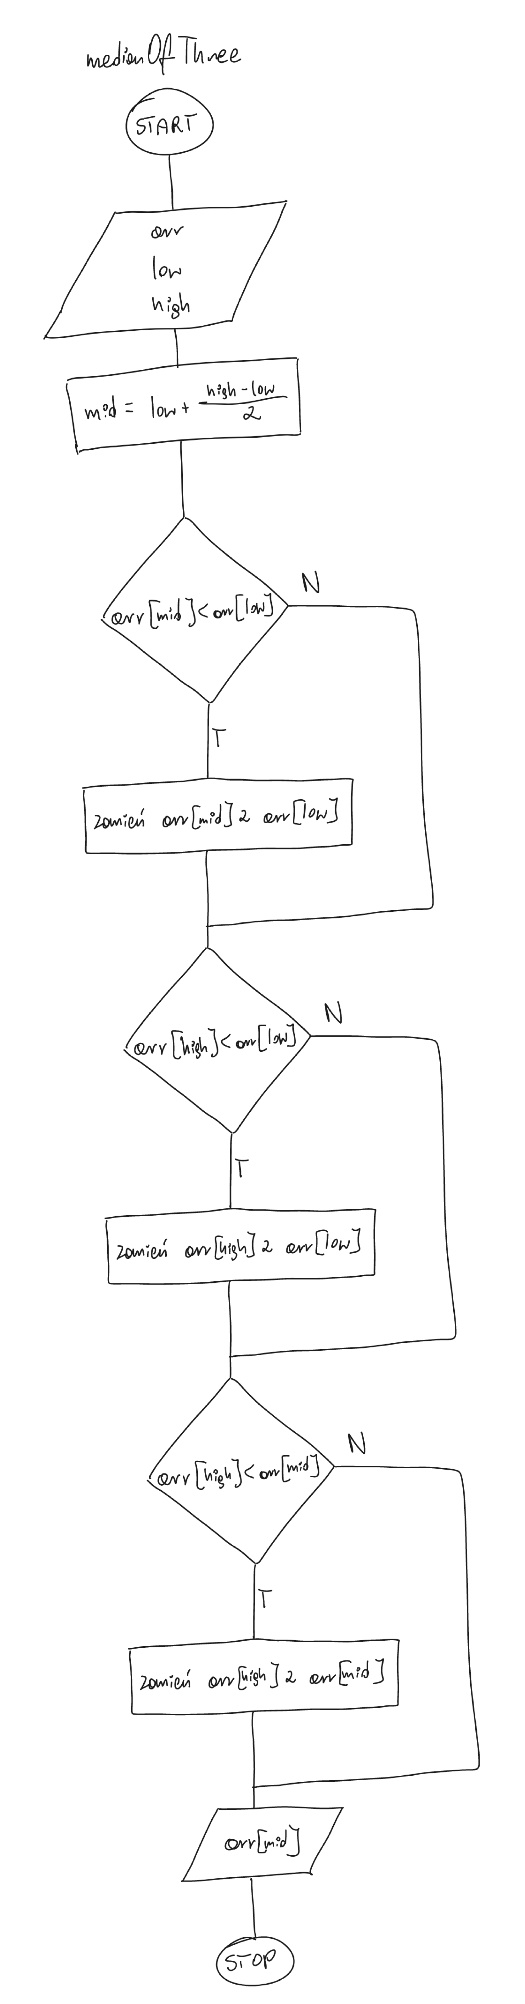 medianOfThree
START
arr
low
high
mid = low + (high-low)/2
arr[mid]<arr[low]
N
T
zamień arr[mid] z arr[low]
arr[high]<arr[low]
N
T
zamień arr[high] z arr[low]
arr[high]<arr[mid]
N
T
zamień arr[high] z arr[mid]
arr[mid]
STOP